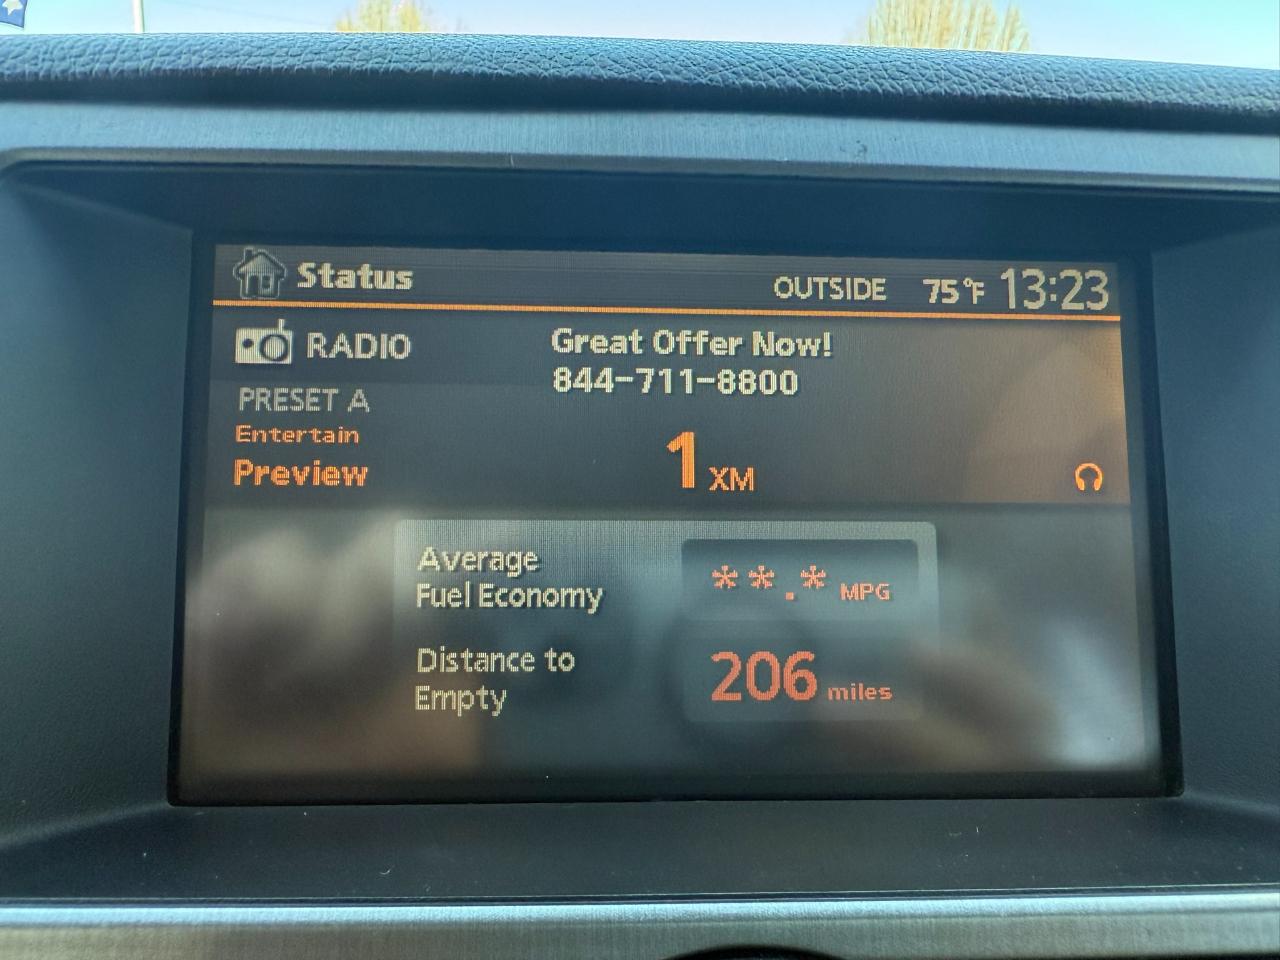 Status
OUTSIDE 75°F 13:23
RADIO
Great Offer Now!
844-711-8800
PRESET A
Entertain
Preview
1 XM
Average
Fuel Economy
**.* MPG
Distance to
Empty
206 miles